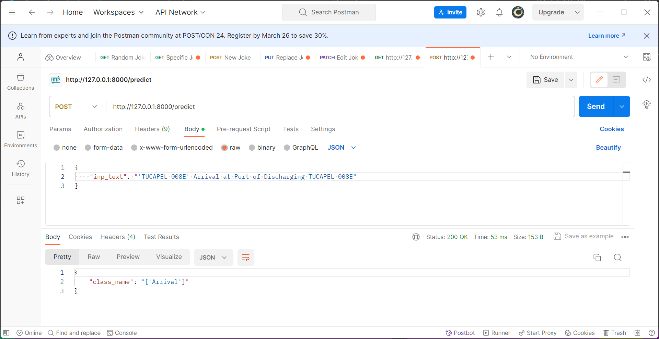 Home Workspaces API Network Search Postman Invite Upgrade
Learn from experts and join the Postman community at POST/CON 24. Register by March 26 to save 30%. Learn more
Overview GET Random Jok GET Specific J POST New Joke PUT Replace J PATCH Edit Jok GET http://127. POST http://12 No Environment
http://127.0.0.1:8000/predict Save
POST http://127.0.0.1:8000/predict Send
Params Authorization Headers (9) Body Pre-request Script Tests Settings Cookies
none form-data x-www-form-urlencoded raw binary GraphQL JSON Beautify
1 {
2 "inp_text": "'TUCAPEL 008E Arrival at Port of Discharging TUCAPEL 008E"
3 }
Collections
APIs
Environments
History
Body Cookies Headers (4) Test Results Status: 200 OK Time: 53 ms Size: 153 B Save as example
Pretty Raw Preview Visualize JSON
1 {
2 "class_name": "['Arrival']"
3 }
Online Find and replace Console Postbot Runner Start Proxy Cookies Trash